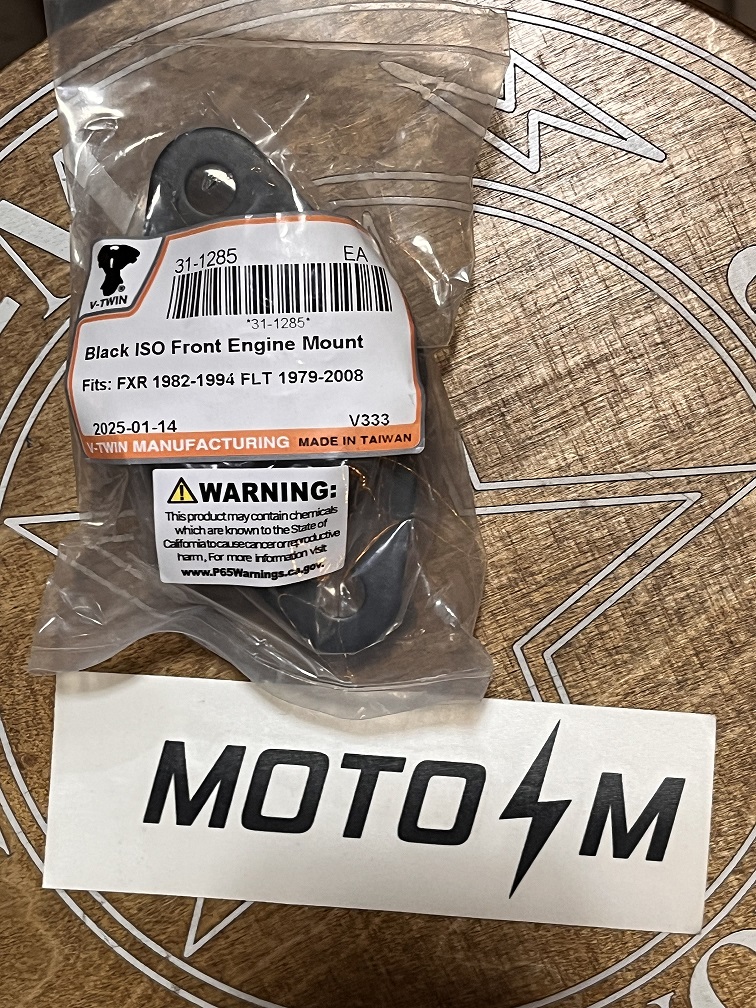 31-1285 EA
V-TWIN
®
*31-1285*
Black ISO Front Engine Mount
Fits: FXR 1982-1994 FLT 1979-2008
2025-01-14 V333
V-TWIN MANUFACTURING MADE IN TAIWAN
WARNING:
This product may contain chemicals
which are known to the State of
California to cause cancer or reproductive
harm, For more information visit
www.P65Warnings.ca.gov.
MOTO M